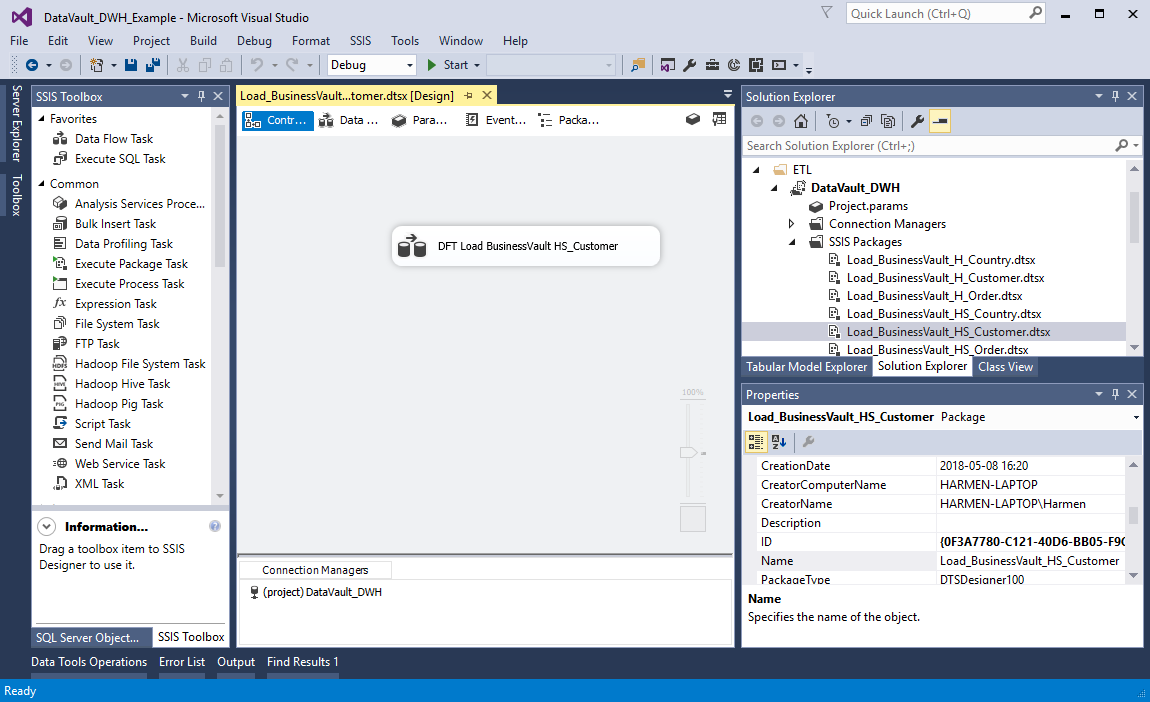 DataVault_DWH_Example - Microsoft Visual Studio
Quick Launch (Ctrl+Q)
File Edit View Project Build Debug Format SSIS Tools Window Help
Debug Start
Server Explorer
Toolbox
SSIS Toolbox
Favorites
Data Flow Task
Execute SQL Task
Common
Analysis Services Proce...
Bulk Insert Task
Data Profiling Task
Execute Package Task
Execute Process Task
Expression Task
File System Task
FTP Task
Hadoop File System Task
Hadoop Hive Task
Hadoop Pig Task
Script Task
Send Mail Task
Web Service Task
XML Task
Information...
Drag a toolbox item to SSIS
Designer to use it.
SQL Server Object... SSIS Toolbox
Load_BusinessVault...tomer.dtsx [Design]
Contr... Data ... Para... Event... Packa...
DFT Load BusinessVault HS_Customer
100%
Connection Managers
(project) DataVault_DWH
Solution Explorer
Search Solution Explorer (Ctrl+;)
ETL
DataVault_DWH
Project.params
Connection Managers
SSIS Packages
Load_BusinessVault_H_Country.dtsx
Load_BusinessVault_H_Customer.dtsx
Load_BusinessVault_H_Order.dtsx
Load_BusinessVault_HS_Country.dtsx
Load_BusinessVault_HS_Customer.dtsx
Load_BusinessVault_HS_Order.dtsx
Tabular Model Explorer Solution Explorer Class View
Properties
Load_BusinessVault_HS_Customer Package
CreationDate 2018-05-08 16:20
CreatorComputerName HARMEN-LAPTOP
CreatorName HARMEN-LAPTOP\Harmen
Description
ID {0F3A7780-C121-40D6-BB05-F9C
Name Load_BusinessVault_HS_Customer
PackageType DTSDesigner100
Name
Specifies the name of the object.
Data Tools Operations Error List Output Find Results 1
Ready